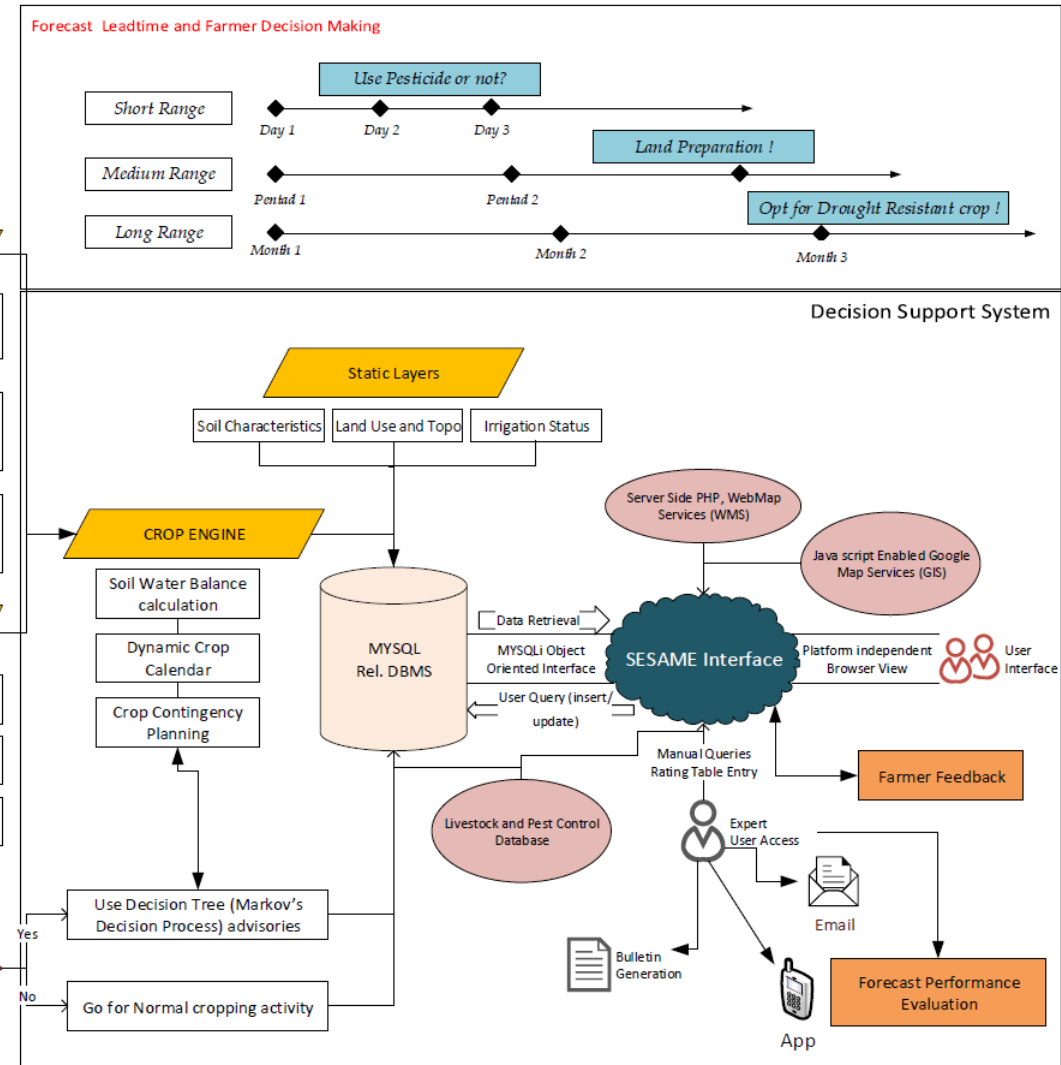 Forecast Leadtime and Farmer Decision Making
Use Pesticide or not?
Short Range
Day 1
Day 2
Day 3
Land Preparation !
Medium Range
Pentad 1
Pentad 2
Opt for Drought Resistant crop !
Long Range
Month 1
Month 2
Month 3
Decision Support System
Static Layers
Soil Characteristics
Land Use and Topo
Irrigation Status
Server Side PHP, WebMap
Services (WMS)
CROP ENGINE
Java script Enabled Google
Map Services (GIS)
Soil Water Balance
calculation
Dynamic Crop
Calendar
Crop Contingency
Planning
MYSQL
Rel. DBMS
Data Retrieval
MYSQLi Object
Oriented Interface
User Query (insert/
update)
SESAME Interface
Platform independent
Browser View
User
Interface
Manual Queries
Rating Table Entry
Farmer Feedback
Livestock and Pest Control
Database
Expert
User Access
Email
Use Decision Tree (Markov's
Decision Process) advisories
Yes
Bulletin
Generation
No
Go for Normal cropping activity
App
Forecast Performance
Evaluation